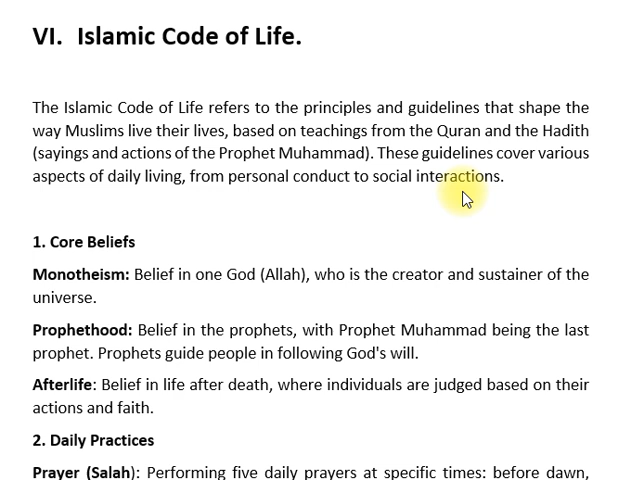 VI. Islamic Code of Life.
The Islamic Code of Life refers to the principles and guidelines that shape the
way Muslims live their lives, based on teachings from the Quran and the Hadith
(sayings and actions of the Prophet Muhammad). These guidelines cover various
aspects of daily living, from personal conduct to social interactions.
1. Core Beliefs
Monotheism: Belief in one God (Allah), who is the creator and sustainer of the
universe.
Prophethood: Belief in the prophets, with Prophet Muhammad being the last
prophet. Prophets guide people in following God's will.
Afterlife: Belief in life after death, where individuals are judged based on their
actions and faith.
2. Daily Practices
Prayer (Salah): Performing five daily prayers at specific times: before dawn,